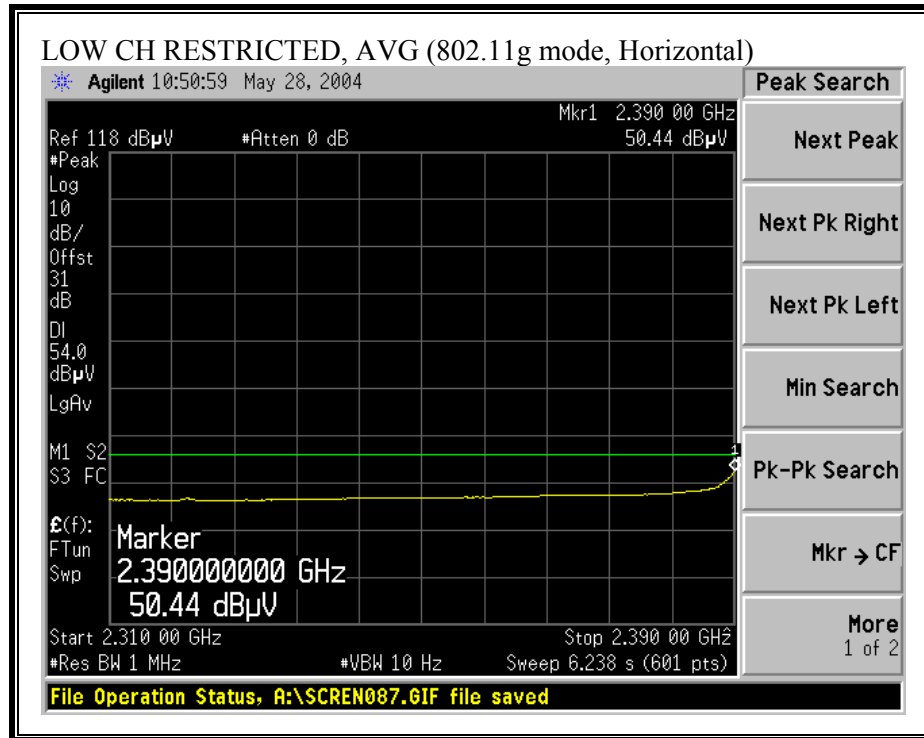 LOW CH RESTRICTED, AVG (802.11g mode, Horizontal)
Agilent 10:50:59 May 28, 2004
Peak Search
Mkr1 2.390 00 GHz
Ref 118 dBµV #Atten 0 dB 50.44 dBµV
#Peak
Log
10
dB/
Offst
31
dB
DI
54.0
dBµV
LgAv
M1 S2
S3 FC
£(f):
FTun
Swp
1
Marker
2.390000000 GHz
50.44 dBµV
Start 2.310 00 GHz Stop 2.390 00 GHz
#Res BW 1 MHz #VBW 10 Hz Sweep 6.238 s (601 pts)
Next Peak
Next Pk Right
Next Pk Left
Min Search
Pk-Pk Search
Mkr → CF
More
1 of 2
File Operation Status, A:\SCREN087.GIF file saved